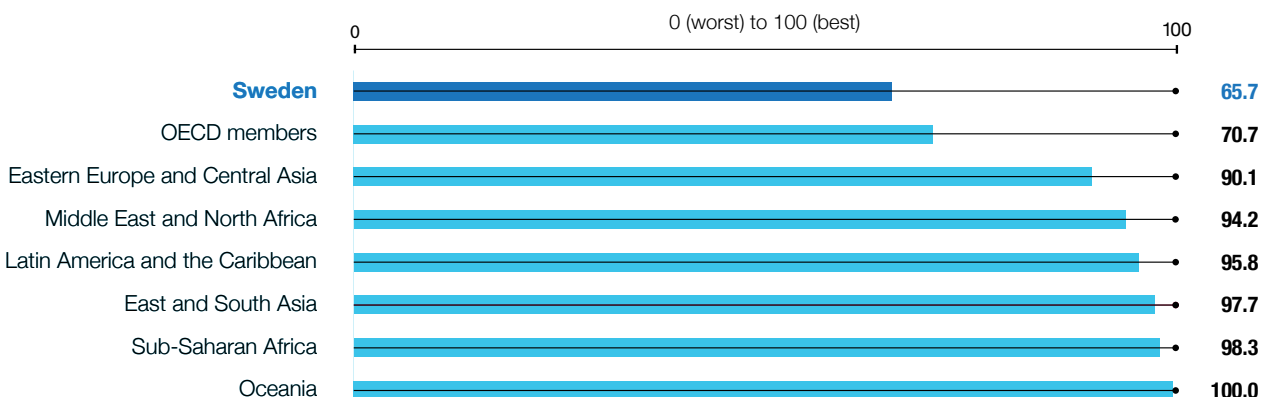 0 (worst) to 100 (best)
0 100
Sweden 65.7
OECD members 70.7
Eastern Europe and Central Asia 90.1
Middle East and North Africa 94.2
Latin America and the Caribbean 95.8
East and South Asia 97.7
Sub-Saharan Africa 98.3
Oceania 100.0